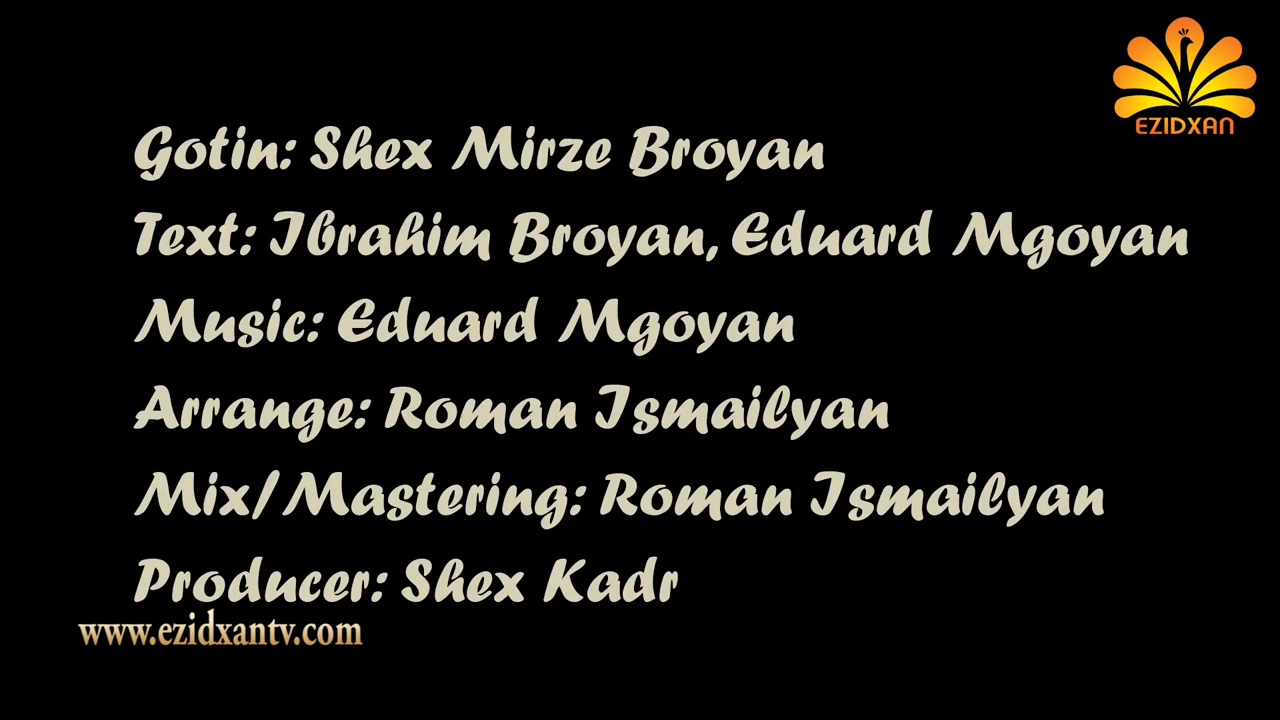 EZIDXAN
Gotin: Shex Mirze Broyan
Text: Ibrahim Broyan, Eduard Mgoyan
Music: Eduard Mgoyan
Arrange: Roman Ismailyan
Mix/Mastering: Roman Ismailyan
Producer: Shex Kadr
www.ezidxantv.com